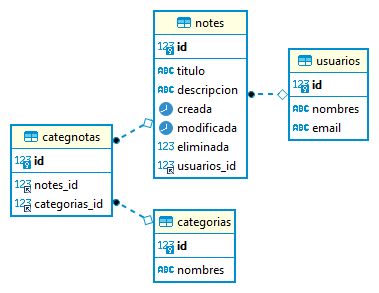 notes
123 id
ABC titulo
ABC descripcion
creada
modificada
123 eliminada
123 usuarios_id
usuarios
123 id
ABC nombres
ABC email
categnotas
123 id
123 notes_id
123 categorias_id
categorias
123 id
ABC nombres